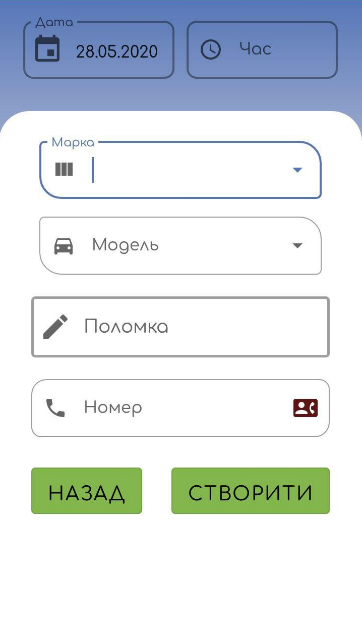 Дата
28.05.2020
Час
Марка
Модель
Поломка
Номер
НАЗАД
СТВОРИТИ